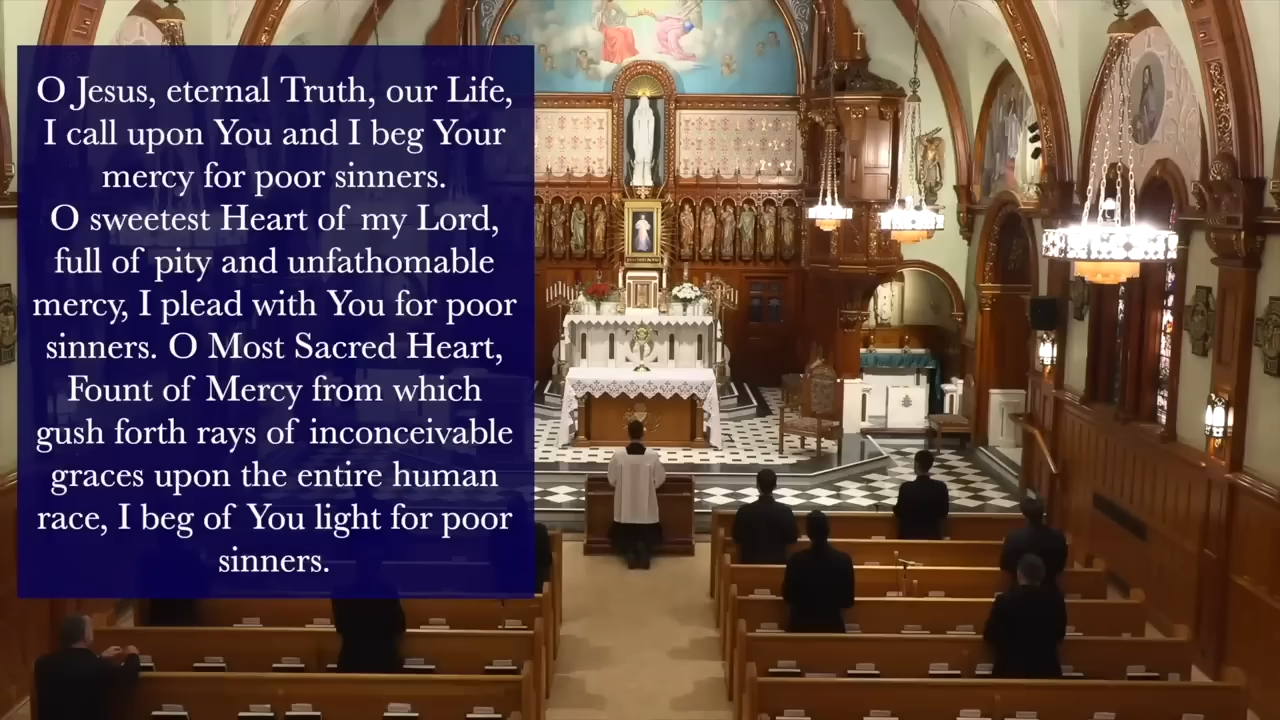 O Jesus, eternal Truth, our Life,
I call upon You and I beg Your
mercy for poor sinners.
O sweetest Heart of my Lord,
full of pity and unfathomable
mercy, I plead with You for poor
sinners. O Most Sacred Heart,
Fount of Mercy from which
gush forth rays of inconceivable
graces upon the entire human
race, I beg of You light for poor
sinners.